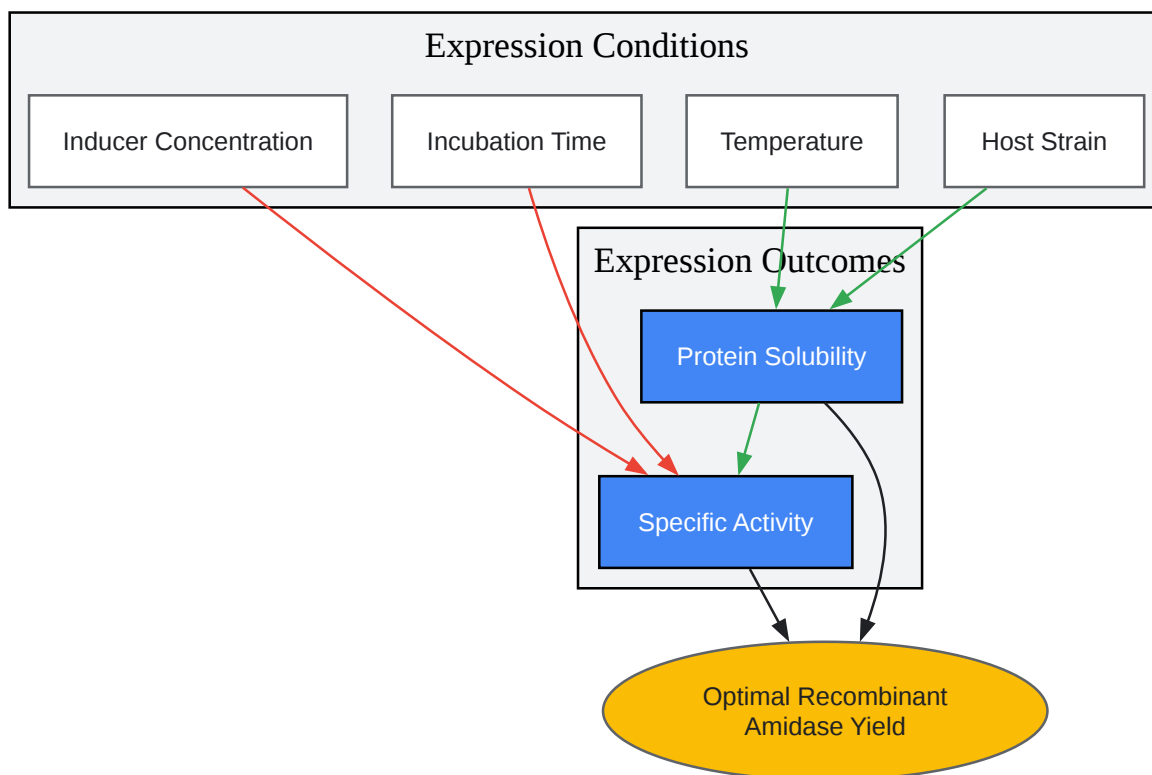 Expression Conditions
Inducer Concentration
Incubation Time
Temperature
Host Strain
Expression Outcomes
Protein Solubility
Specific Activity
Optimal Recombinant
Amidase Yield